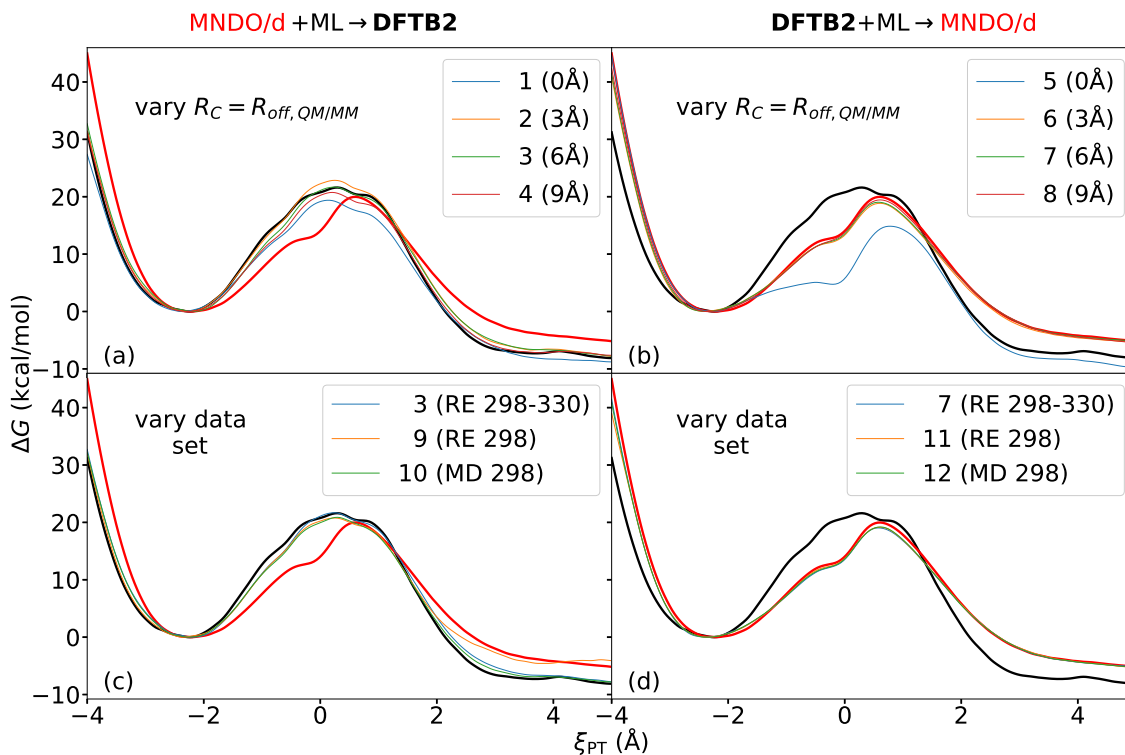 MNDO/d +ML → DFTB2
DFTB2+ML → MNDO/d
vary R_C = R_{off, QM/MM}
1 (0Å)
2 (3Å)
3 (6Å)
4 (9Å)
(a)
vary R_C = R_{off, QM/MM}
5 (0Å)
6 (3Å)
7 (6Å)
8 (9Å)
(b)
40
30
20
10
0
−10
ΔG (kcal/mol)
vary data
set
3 (RE 298-330)
9 (RE 298)
10 (MD 298)
(c)
vary data
set
7 (RE 298-330)
11 (RE 298)
12 (MD 298)
(d)
40
30
20
10
0
−10
−4 −2 0 2 4
−4 −2 0 2 4
ξ_PT (Å)